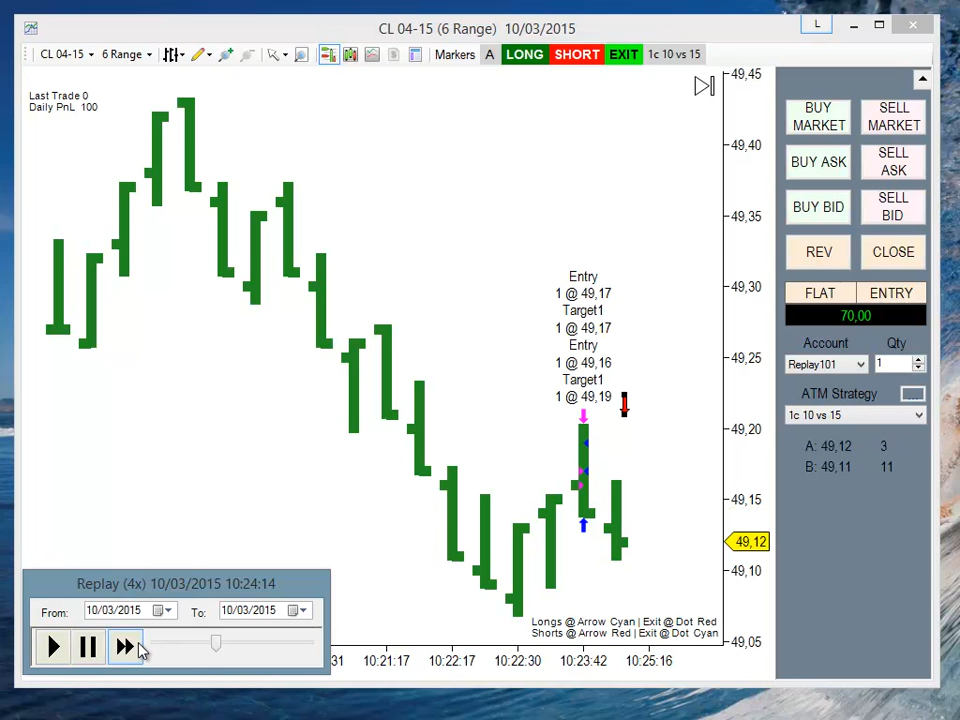 CL 04-15 (6 Range)  10/03/2015
L
CL 04-15
6 Range
Markers
A
LONG
SHORT
EXIT
1c 10 vs 15
Last Trade 0
Daily PnL 100
49,45
49,40
49,35
49,30
49,25
49,20
49,15
49,12
49,10
49,05
Entry
1 @ 49,17
Target1
1 @ 49,17
Entry
1 @ 49,16
Target1
1 @ 49,19
Longs @ Arrow Cyan | Exit @ Dot Red
Shorts @ Arrow Red | Exit @ Dot Cyan
31
10:21:17
10:22:17
10:22:30
10:23:42
10:25:16
BUY MARKET
SELL MARKET
BUY ASK
SELL ASK
BUY BID
SELL BID
REV
CLOSE
FLAT
ENTRY
70,00
Account
Qty
Replay101
1
ATM Strategy
1c 10 vs 15
A: 49,12 3
B: 49,11 11
Replay (4x) 10/03/2015 10:24:14
From: 10/03/2015 To: 10/03/2015